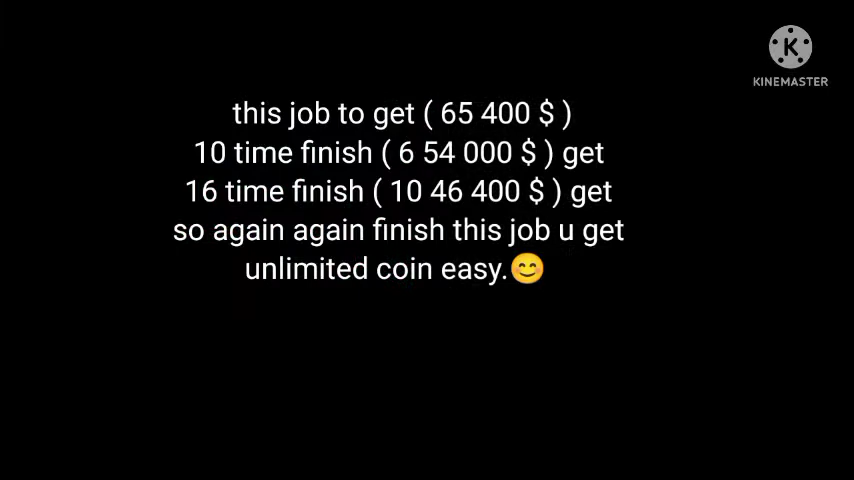 KINEMASTER
this job to get ( 65 400 $ )
10 time finish ( 6 54 000 $ ) get
16 time finish ( 10 46 400 $ ) get
so again again finish this job u get
unlimited coin easy.😊